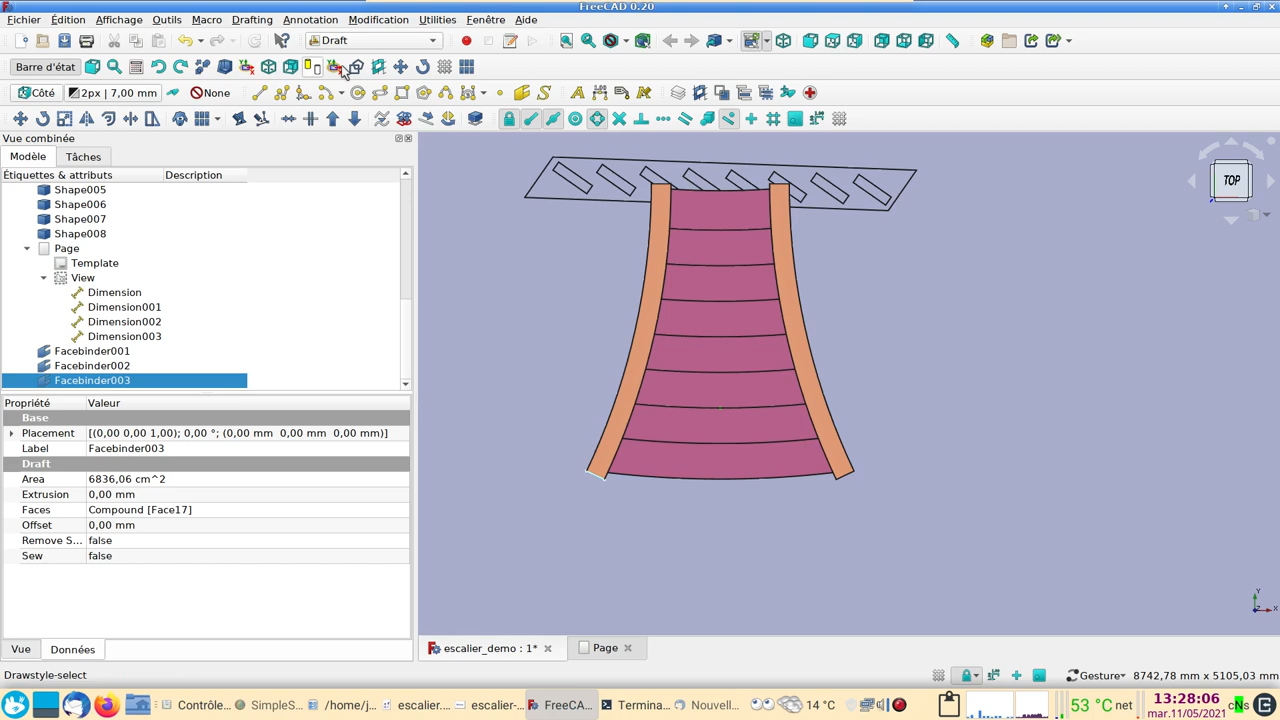 FreeCAD 0.20
Fichier Édition Affichage Outils Macro Drafting Annotation Modification Utilities Fenêtre Aide
Draft
Barre d'état
Côté 2px | 7,00 mm None
Vue combinée
Modèle Tâches
Étiquettes & attributs Description
Shape005
Shape006
Shape007
Shape008
Page
Template
View
Dimension
Dimension001
Dimension002
Dimension003
Facebinder001
Facebinder002
Facebinder003
TOP
Propriété Valeur
Base
Placement [(0,00 0,00 1,00); 0,00 °; (0,00 mm 0,00 mm 0,00 mm)]
Label Facebinder003
Draft
Area 6836,06 cm^2
Extrusion 0,00 mm
Faces Compound [Face17]
Offset 0,00 mm
Remove S... false
Sew false
Y
Z X
Vue Données
escalier_demo : 1* Page
Drawstyle-select Gesture 8742,78 mm x 5105,03 mm
Contrôle... SimpleS... /home/j... escalier... escalier-... FreeCA... Termina... Nouvell... 14 °C 53 °C net 13:28:06
mar.11/05/2021